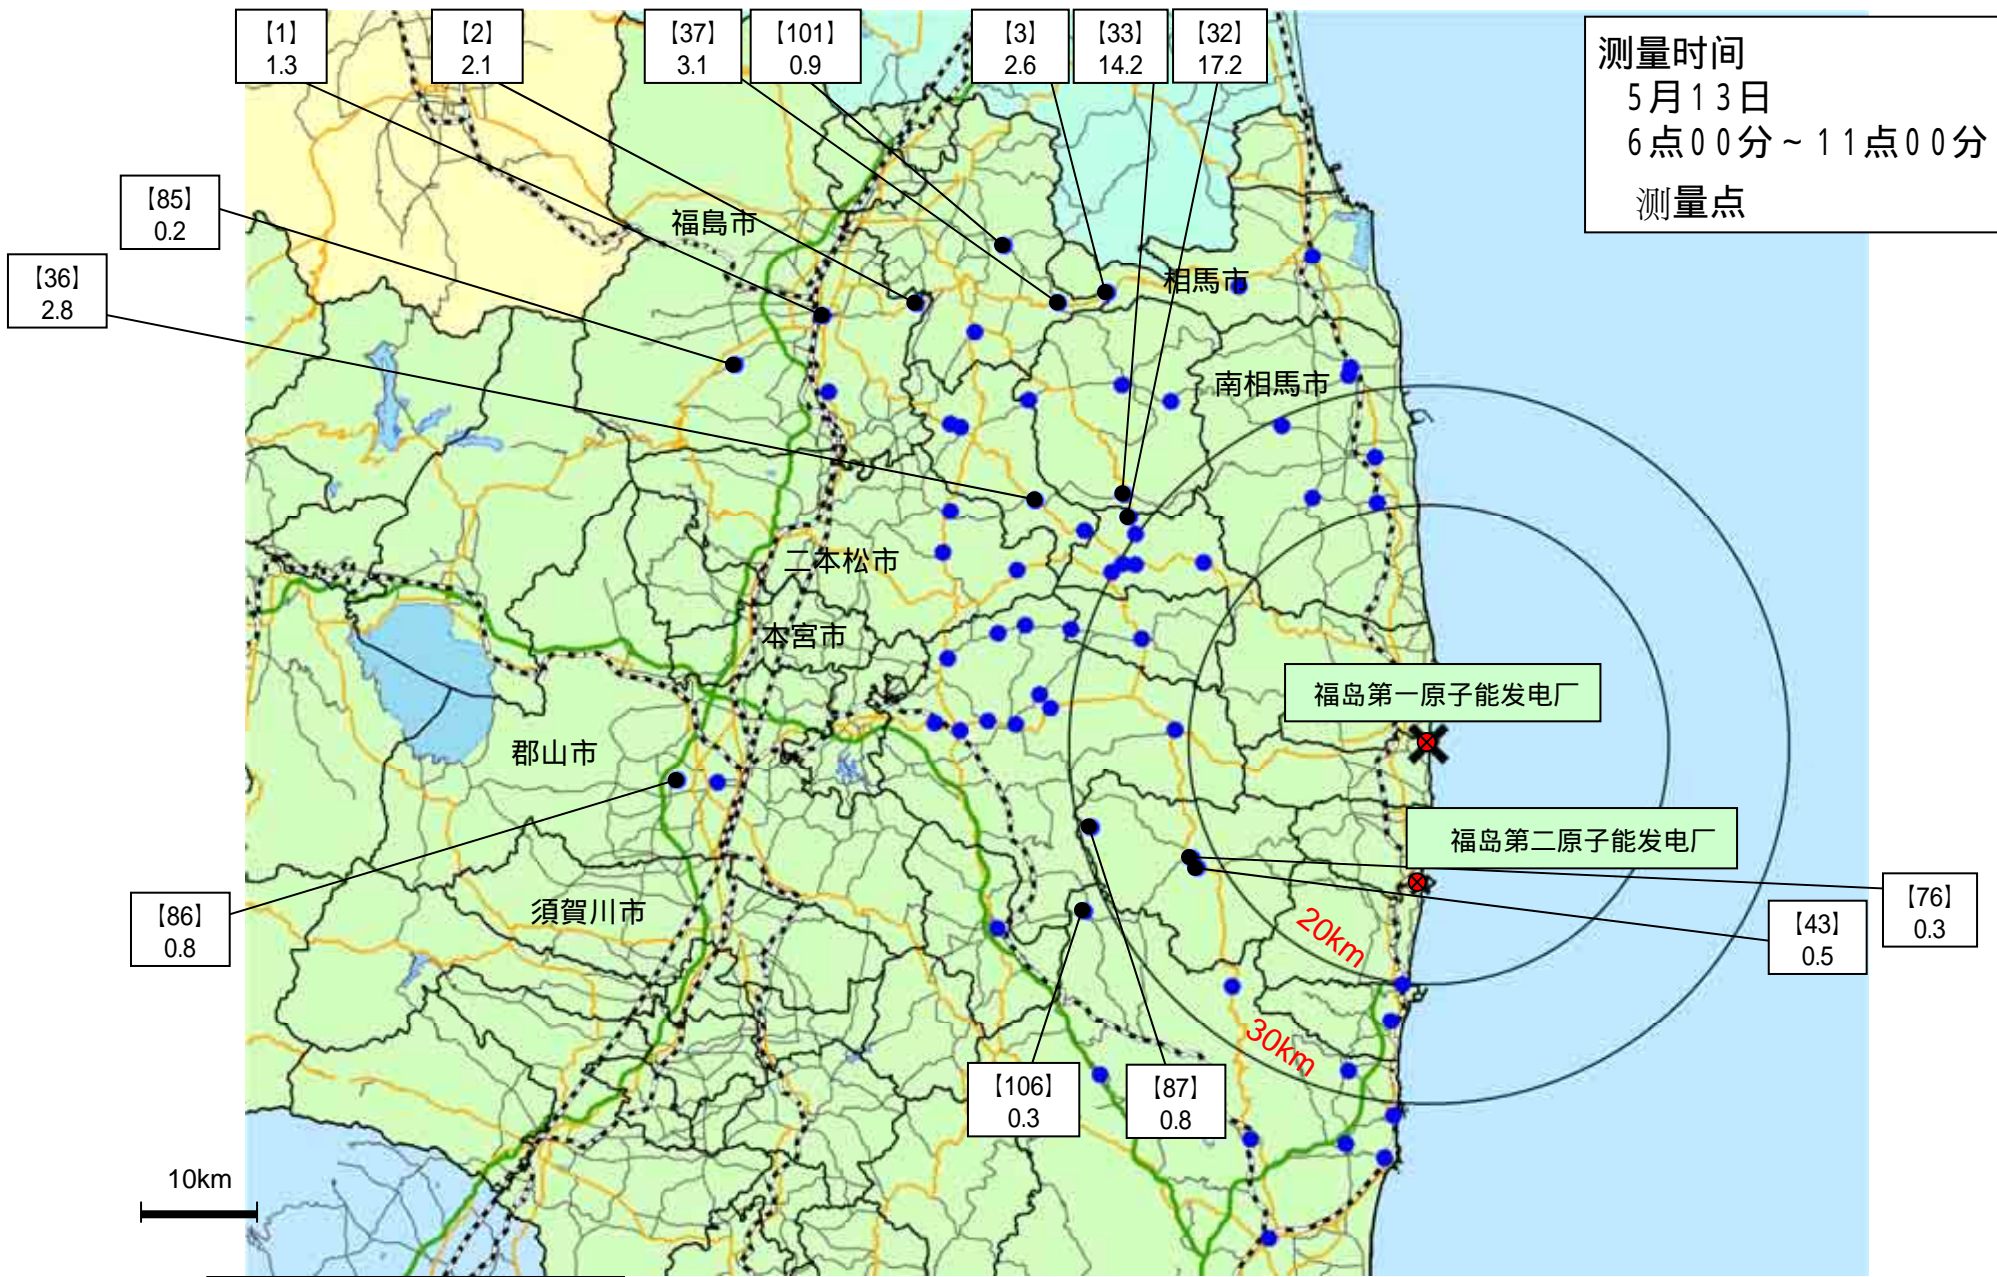 【1】
1.3
【2】
2.1
【37】
3.1
【101】
0.9
【3】
2.6
【33】
14.2
【32】
17.2
测量时间
5月13日
6点00分~11点00分
测量点
【85】
0.2
【36】
2.8
福島市
相馬市
南相馬市
二本松市
本宮市
福岛第一原子能发电厂
郡山市
福岛第二原子能发电厂
【86】
0.8
須賀川市
【76】
0.3
【43】
0.5
20km
30km
【106】
0.3
【87】
0.8
10km